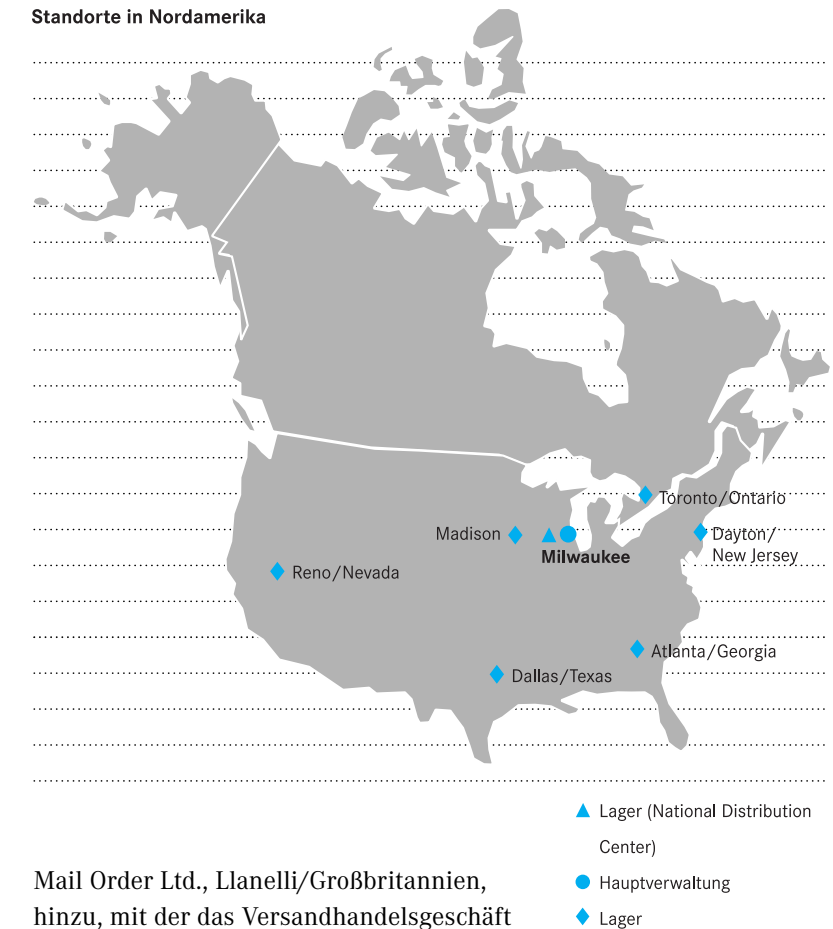 Standorte in Nordamerika
Toronto/Ontario
Madison
Dayton/
New Jersey
Milwaukee
Reno/Nevada
Atlanta/Georgia
Dallas/Texas
Lager (National Distribution
Center)
Hauptverwaltung
Lager
Mail Order Ltd., Llanelli/Großbritannien,
hinzu, mit der das Versandhandelsgeschäft